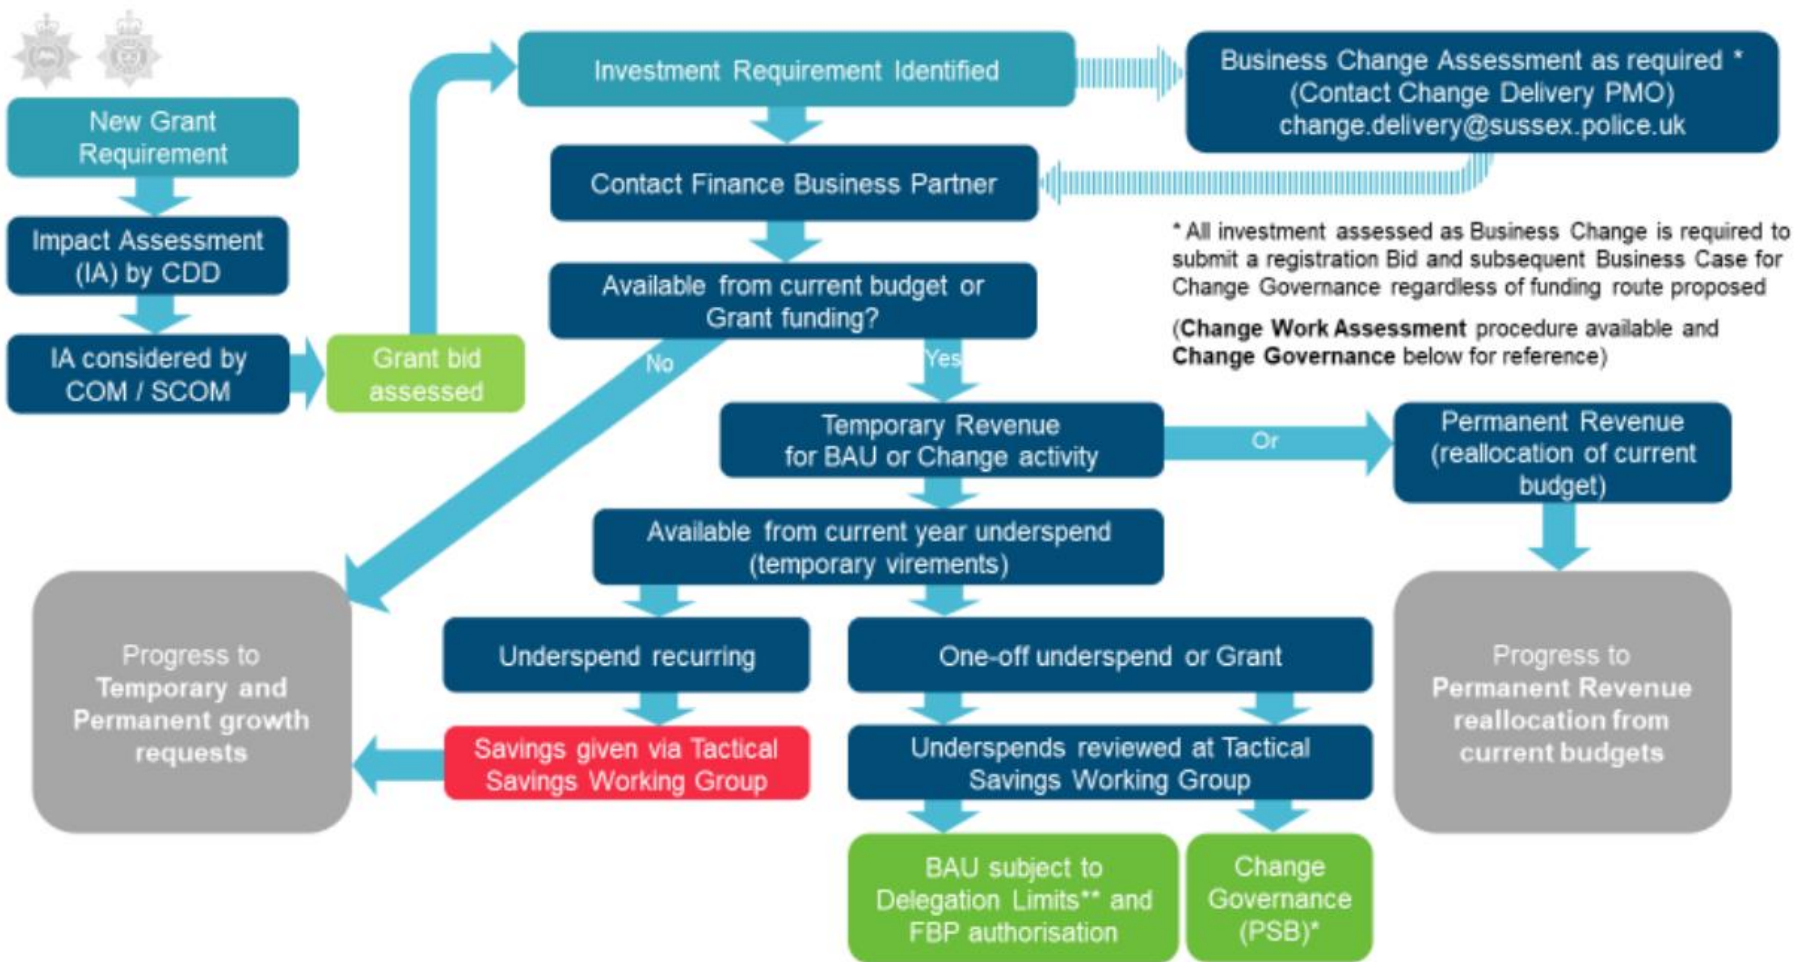 New Grant
Requirement
Impact Assessment
(IA) by CDD
IA considered by
COM / SCOM
Grant bid
assessed
Investment Requirement Identified
Business Change Assessment as required *
(Contact Change Delivery PMO)
change.delivery@sussex.police.uk
Contact Finance Business Partner
* All investment assessed as Business Change is required to
submit a registration Bid and subsequent Business Case for
Change Governance regardless of funding route proposed
(Change Work Assessment procedure available and
Change Governance below for reference)
Available from current budget or
Grant funding?
No
Yes
Temporary Revenue
for BAU or Change activity
Or
Permanent Revenue
(reallocation of current
budget)
Available from current year underspend
(temporary virements)
Underspend recurring
One-off underspend or Grant
Savings given via Tactical
Savings Working Group
Underspends reviewed at Tactical
Savings Working Group
Progress to
Temporary and
Permanent growth
requests
Progress to
Permanent Revenue
reallocation from
current budgets
BAU subject to
Delegation Limits** and
FBP authorisation
Change
Governance
(PSB)*